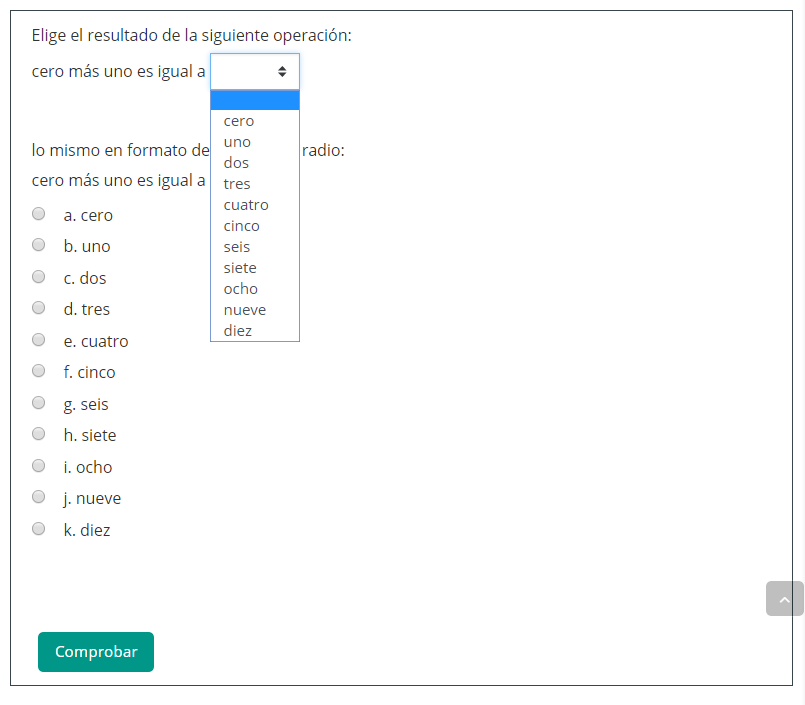 Elige el resultado de la siguiente operación:
cero más uno es igual a
cero
uno
dos
tres
cuatro
cinco
seis
siete
ocho
nueve
diez
lo mismo en formato de radio:
cero más uno es igual a
a. cero
b. uno
c. dos
d. tres
e. cuatro
f. cinco
g. seis
h. siete
i. ocho
j. nueve
k. diez
Comprobar